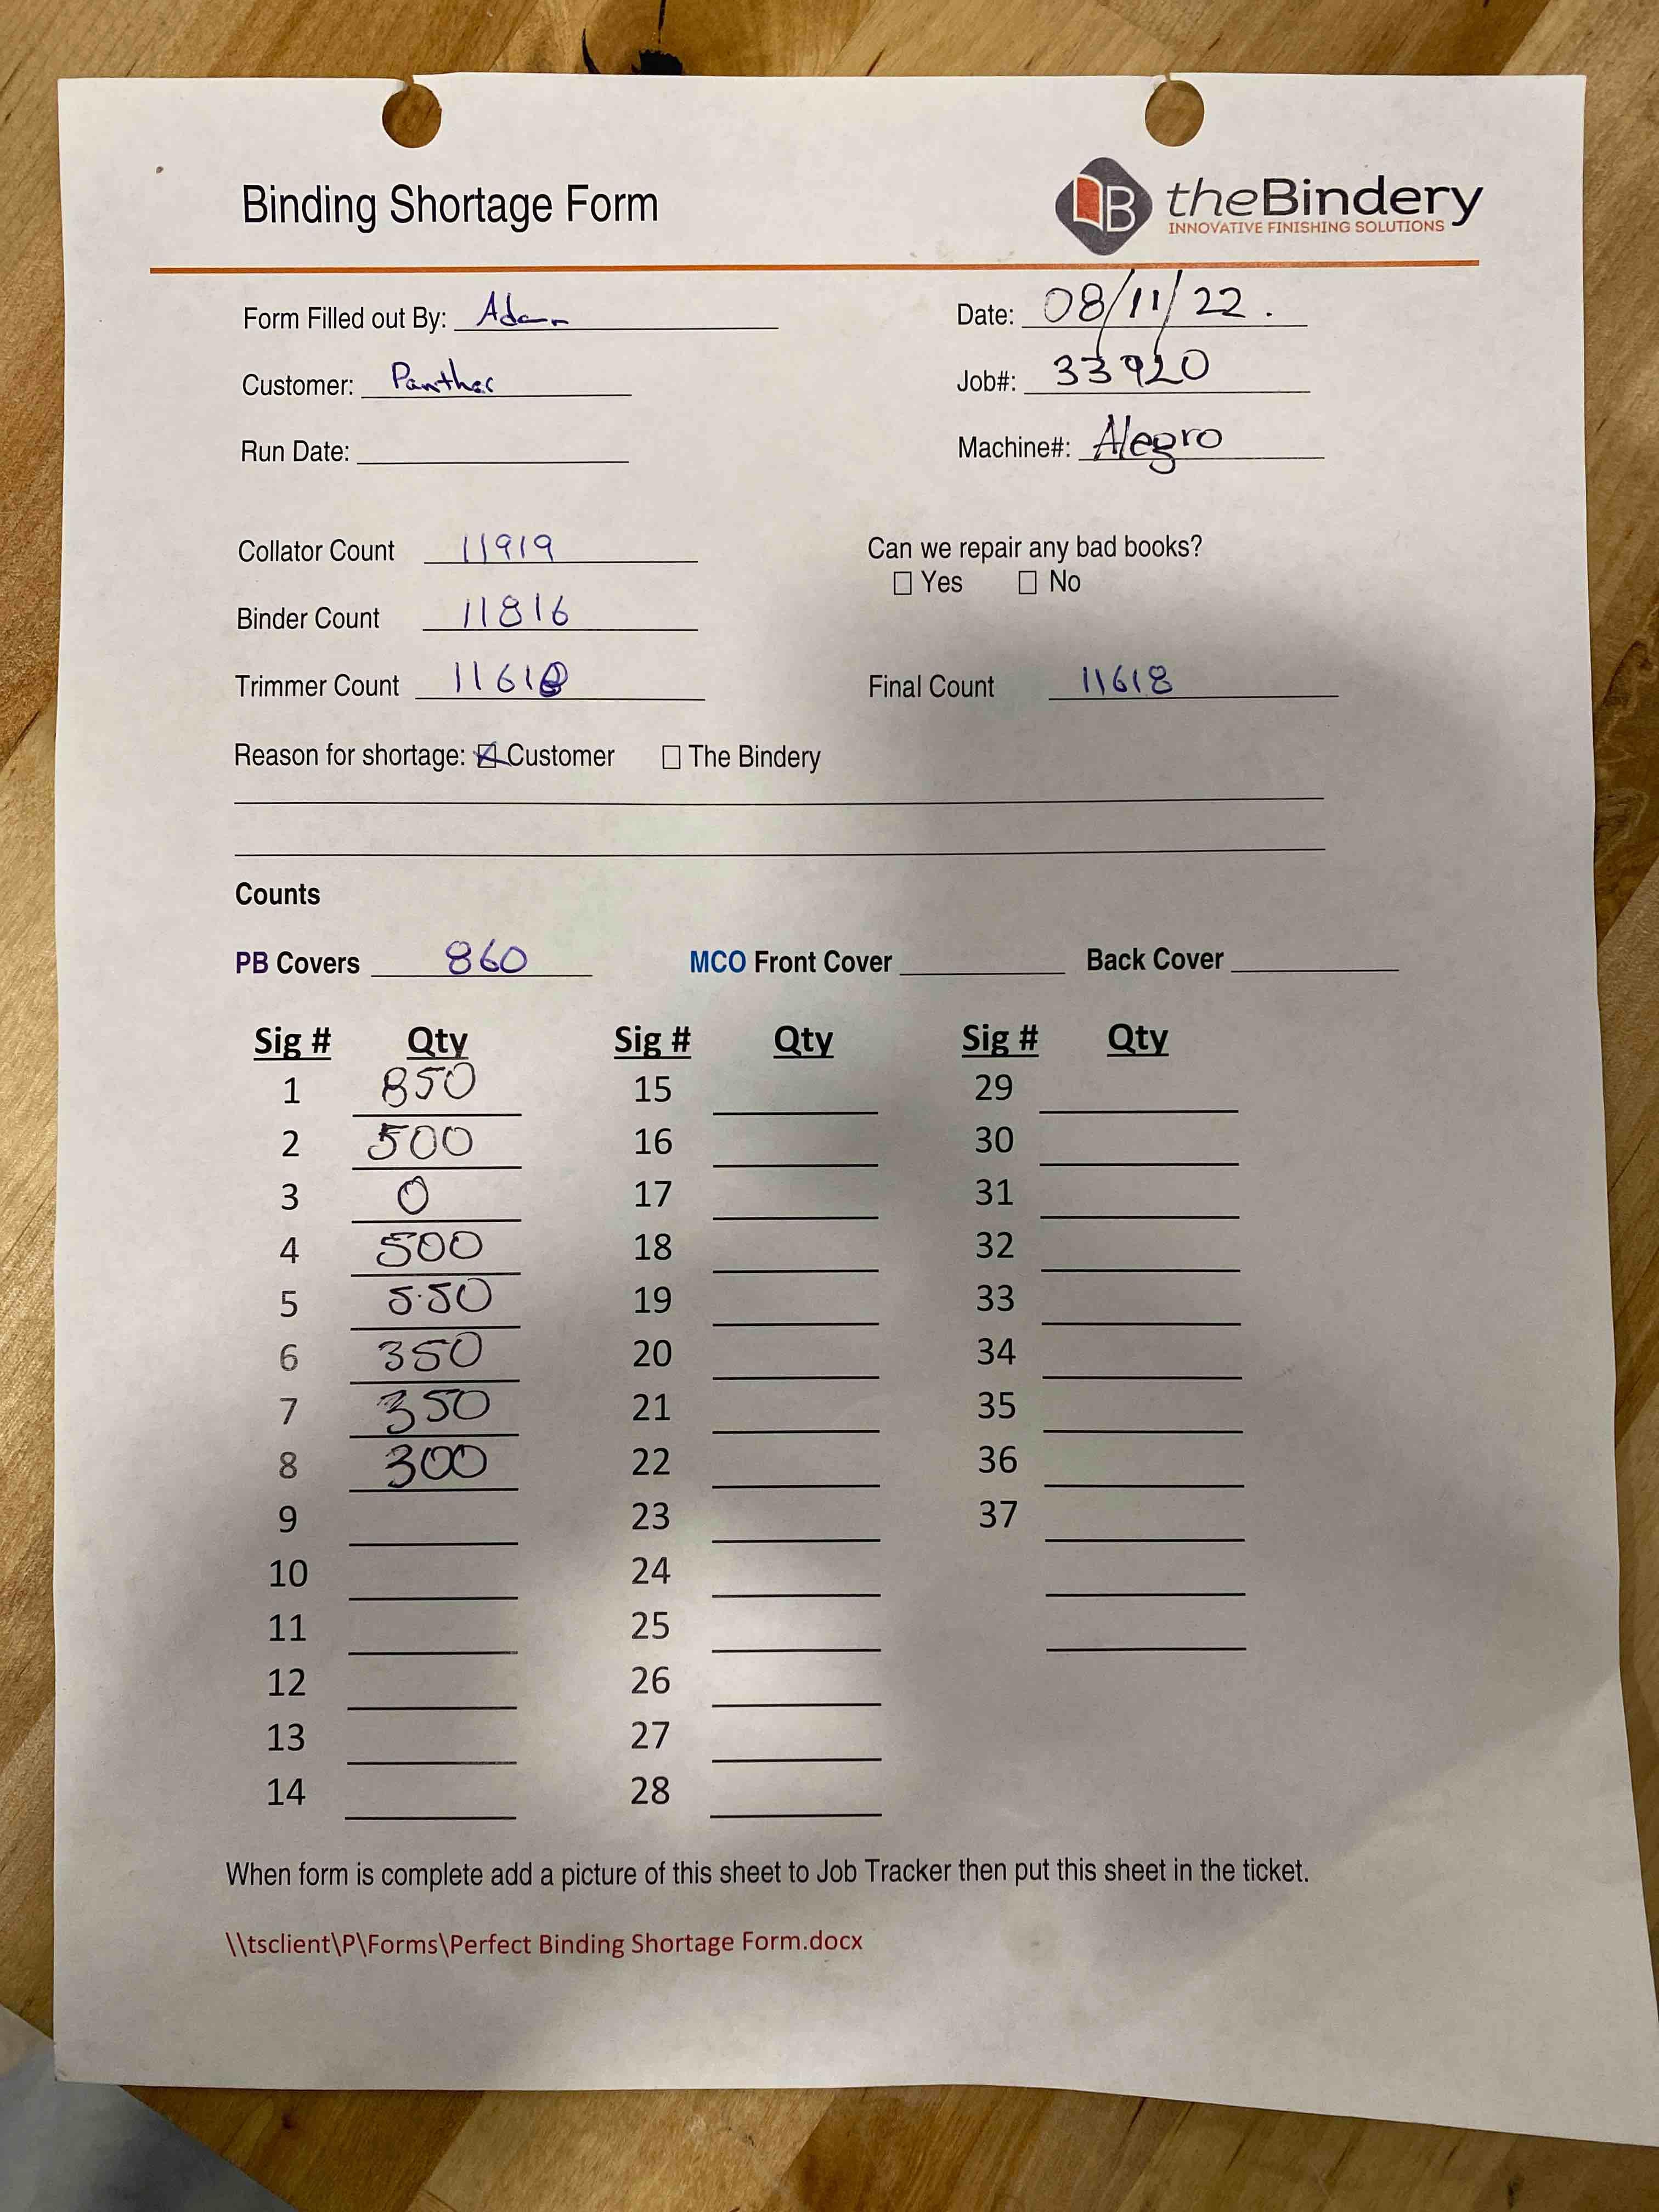 Binding Shortage Form
B theBindery
INNOVATIVE FINISHING SOLUTIONS
Form Filled out By: Adam
Date: 08/11/22.
Customer: Panther
Job#: 33920
Run Date:
Machine#: Alegro
Collator Count 11919
Can we repair any bad books?
☐ Yes ☐ No
Binder Count 11816
Trimmer Count 11618
Final Count 11618
Reason for shortage: ☑ Customer ☐ The Bindery
Counts
PB Covers 860 MCO Front Cover Back Cover
Sig # Qty Sig # Qty Sig # Qty
1 850 15 29
2 500 16 30
3 0 17 31
4 500 18 32
5 550 19 33
6 350 20 34
7 350 21 35
8 300 22 36
9 23 37
10 24
11 25
12 26
13 27
14 28
When form is complete add a picture of this sheet to Job Tracker then put this sheet in the ticket.
\\tsclient\P\Forms\Perfect Binding Shortage Form.docx